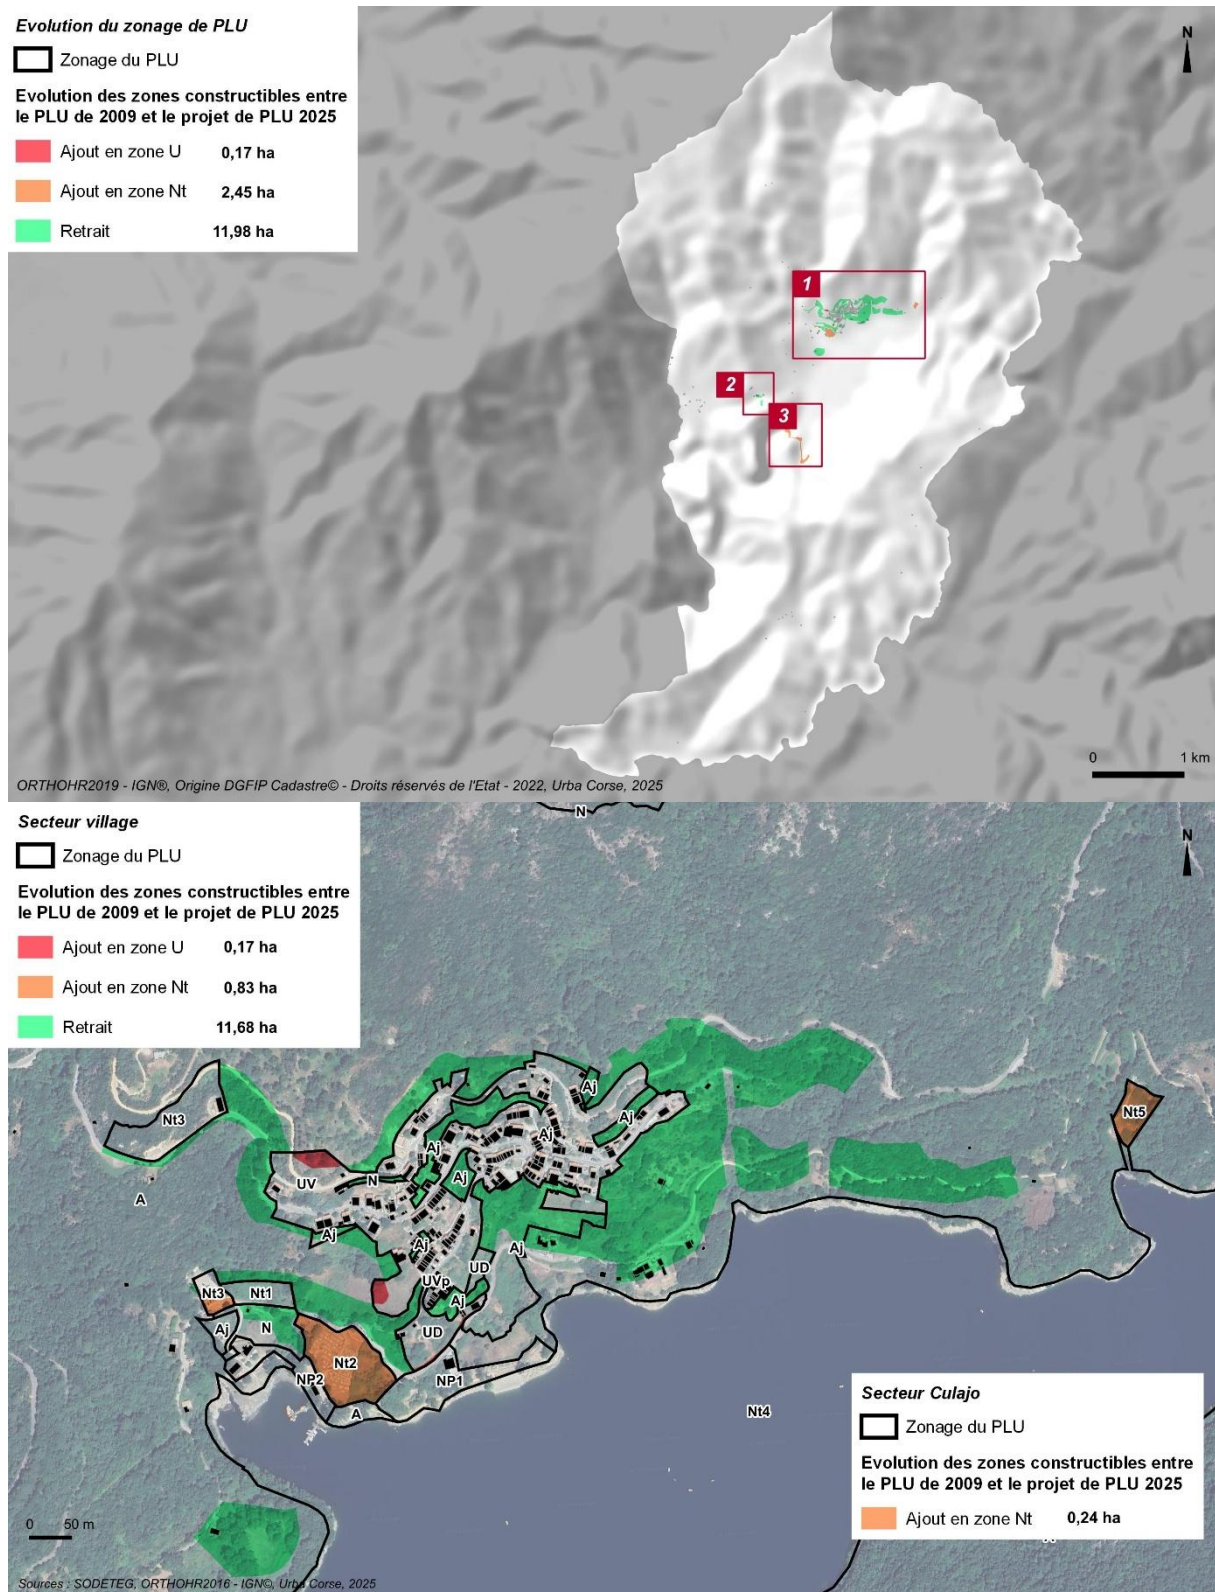 Evolution du zonage de PLU
Zonage du PLU
Evolution des zones constructibles entre
le PLU de 2009 et le projet de PLU 2025
Ajout en zone U 0,17 ha
Ajout en zone Nt 2,45 ha
Retrait 11,98 ha
N
1
2
3
0 1 km
ORTHOHR2019 - IGN®, Origine DGFIP Cadastre© - Droits réservés de l'Etat - 2022, Urba Corse, 2025
Secteur village
Zonage du PLU
Evolution des zones constructibles entre
le PLU de 2009 et le projet de PLU 2025
Ajout en zone U 0,17 ha
Ajout en zone Nt 0,83 ha
Retrait 11,68 ha
N
N
Aj
Nt3
Aj
Nt5
Aj
Aj
UV
N
Aj
A
Aj
Aj
Aj
UVp
UD
Nt3
Nt1
Aj
Aj
N
UD
Nt2
NP2
NP1
A
Nt4
Secteur Culajo
Zonage du PLU
Evolution des zones constructibles entre
le PLU de 2009 et le projet de PLU 2025
Ajout en zone Nt 0,24 ha
0 50 m
Sources : SODETEG, ORTHOHR2016 - IGN©, Urba Corse, 2025